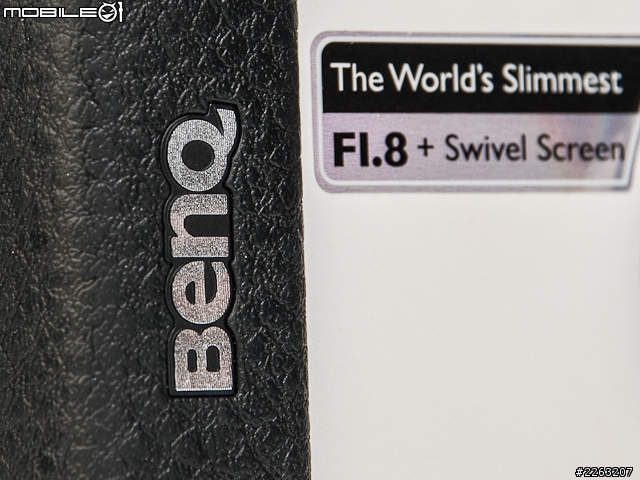 MOBILE01
The World's Slimmest
F1.8 + Swivel Screen
BenQ
#2263207